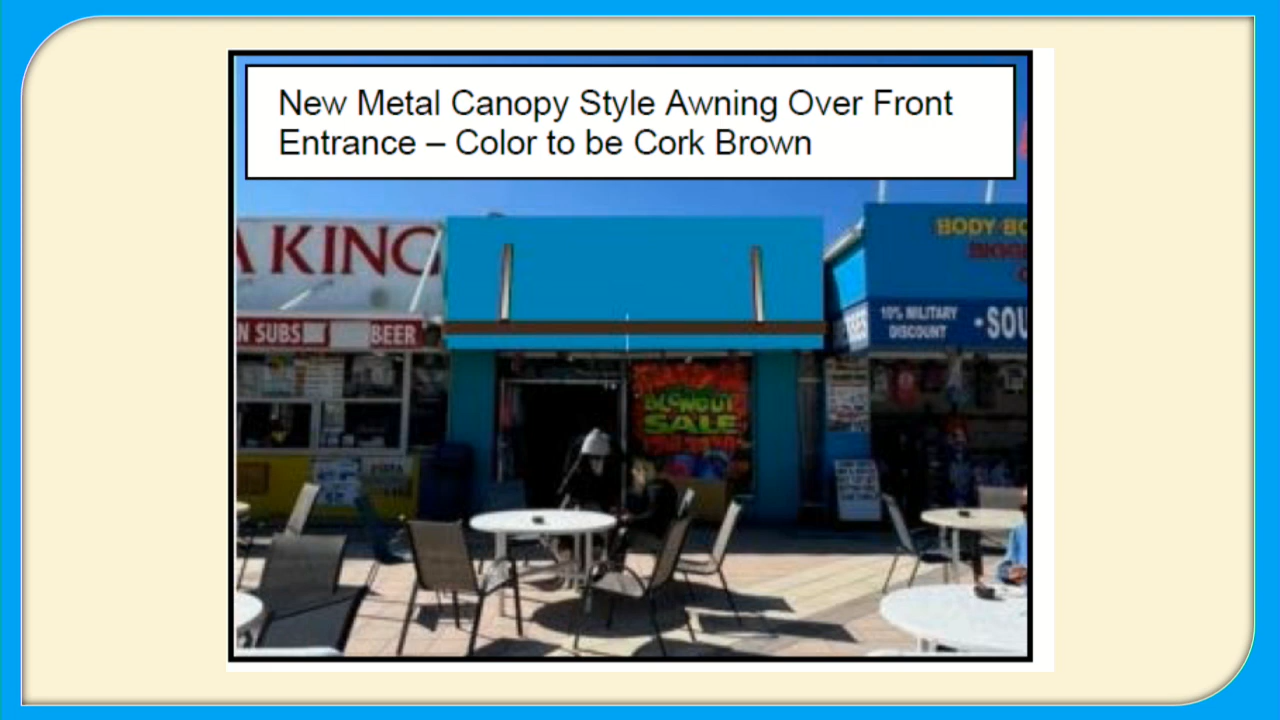 New Metal Canopy Style Awning Over Front
Entrance – Color to be Cork Brown
KING
BODY
SUBS
BEER
10% MILITARY
DISCOUNT
• SOU
BLOWOUT
SALE